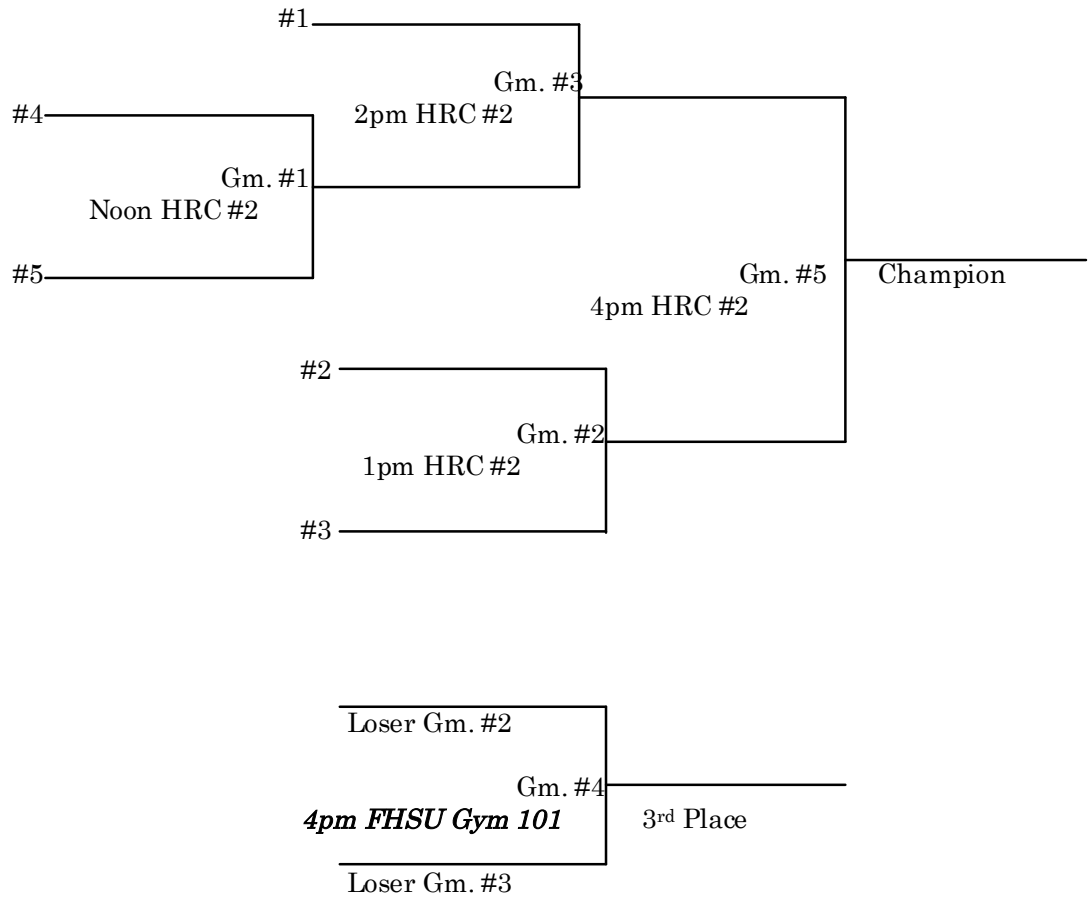 #1
Gm. #3
2pm HRC #2
#4
Gm. #1
Noon HRC #2
#5
Gm. #5
Champion
4pm HRC #2
#2
Gm. #2
1pm HRC #2
#3
Loser Gm. #2
Gm. #4
4pm FHSU Gym 101
3rd Place
Loser Gm. #3